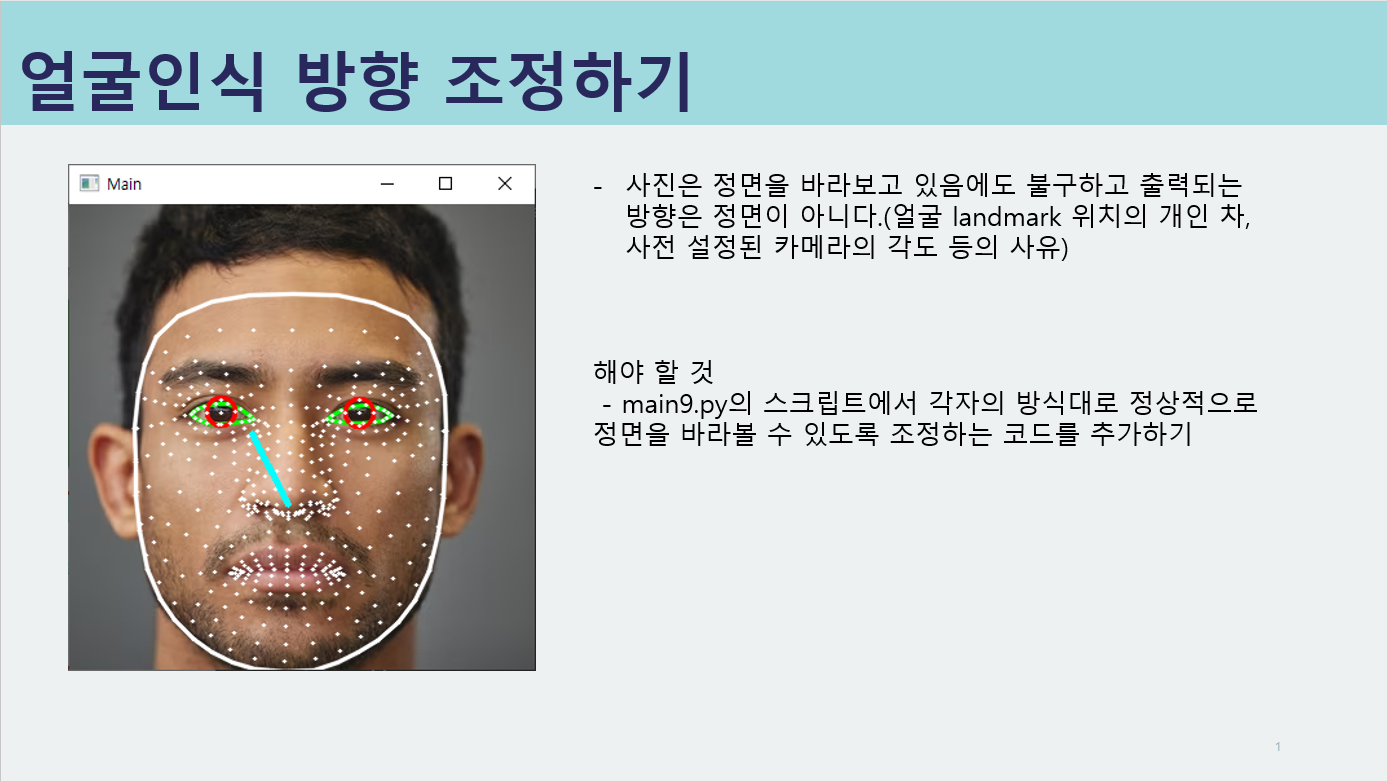 얼굴인식 방향 조정하기
Main
- 사진은 정면을 바라보고 있음에도 불구하고 출력되는
방향은 정면이 아니다.(얼굴 landmark 위치의 개인 차,
사전 설정된 카메라의 각도 등의 사유)
해야 할 것
- main9.py의 스크립트에서 각자의 방식대로 정상적으로
정면을 바라볼 수 있도록 조정하는 코드를 추가하기
1